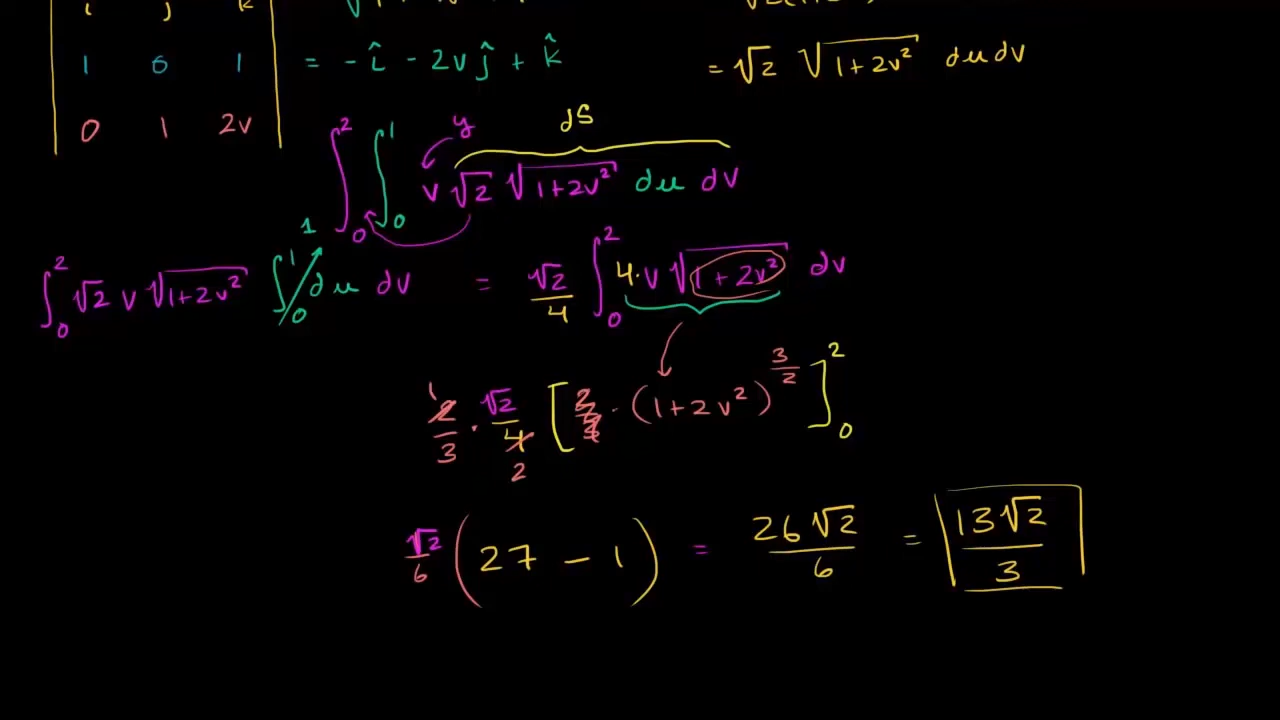 i j k
1 0 1 = -î - 2vĵ + k̂ = √2 √(1+2v²) du dv
0 1 2v
y dS
∫₀² ∫₀¹ v √2 √(1+2v²) du dv
∫₀² √2 v √(1+2v²) ∫₀¹ du dv = √2/4 ∫₀² 4·v √(1+2v²) dv
1
2/3 · √2/4 [ · (1+2v²)^(3/2) ]₀²
1
2
√2/6 (27 - 1) = 26√2/6 = 13√2/3